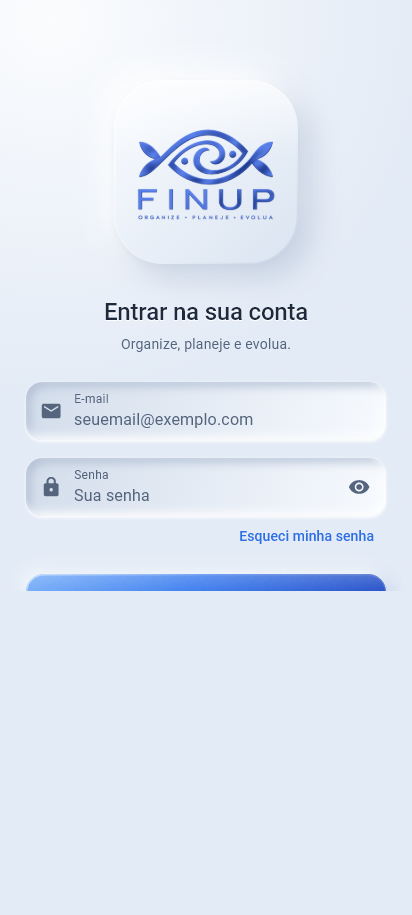 FINUP
ORGANIZE • PLANEJE • EVOLUA
Entrar na sua conta
Organize, planeje e evolua.
E-mail
seuemail@exemplo.com
Senha
Sua senha
Esqueci minha senha